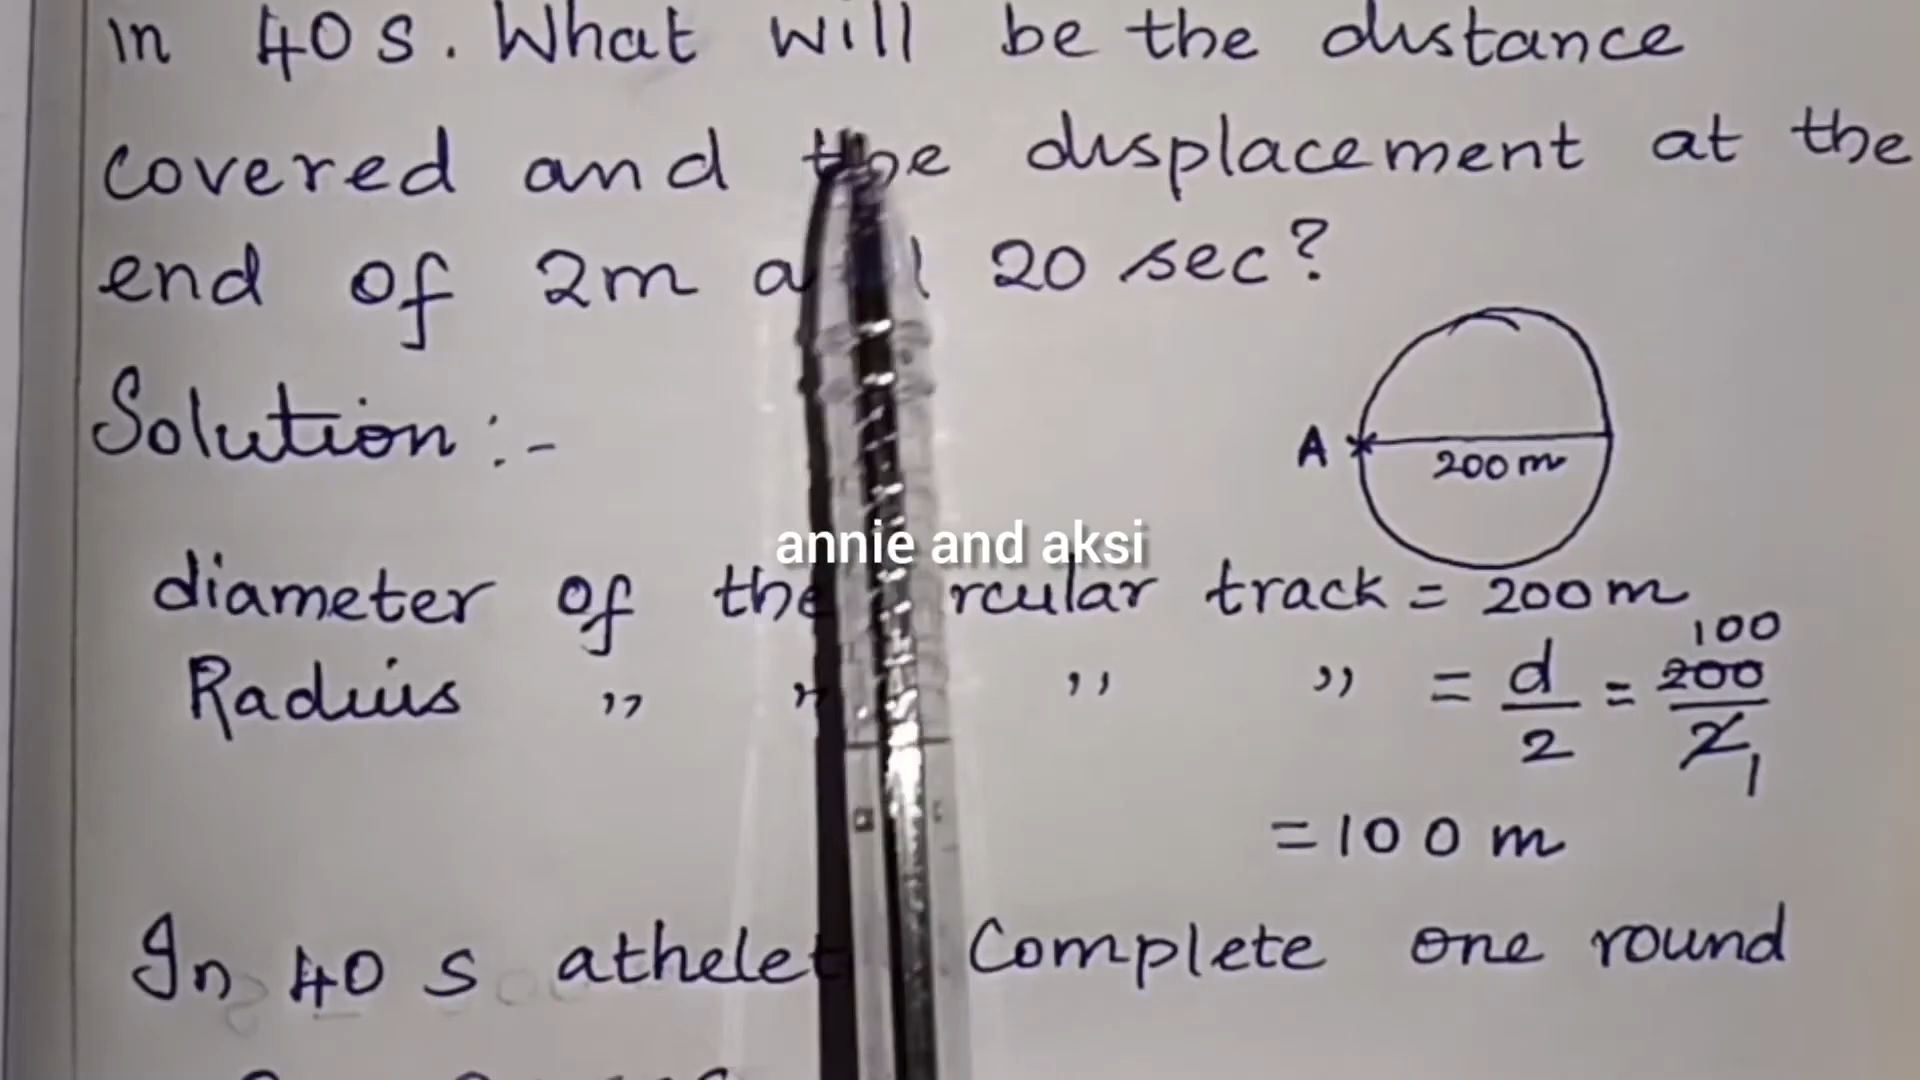 in 40 s. What will be the distance
covered and the displacement at the
end of 2m a 20 sec?
Solution :-
A
200 m
annie and aksi
diameter of the rcular track = 200 m
Radius ,, ,, ,, ,, = d/2 = 200/2 100 1
= 100 m
In 40 s athelet Complete one round